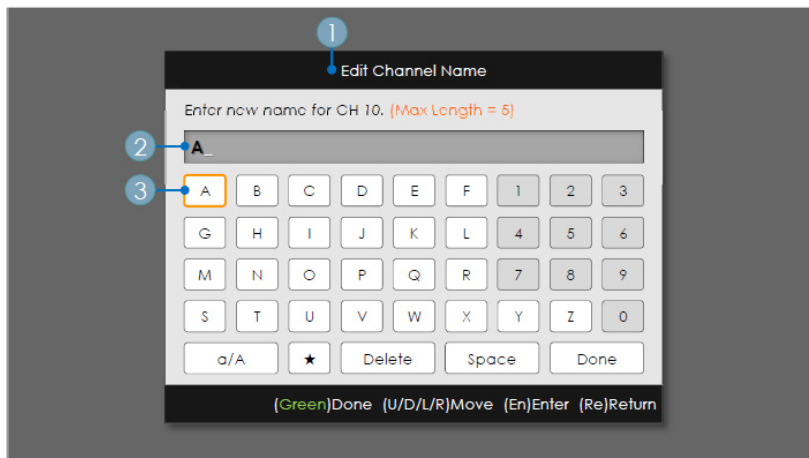 1
Edit Channel Name
Enter new name for CH 10. (Max Length = 5)
2 A_
3 A B C D E F 1 2 3
G H I J K L 4 5 6
M N O P Q R 7 8 9
S T U V W X Y Z 0
a/A ★ Delete Space Done
(Green)Done (U/D/L/R)Move (En)Enter (Re)Return